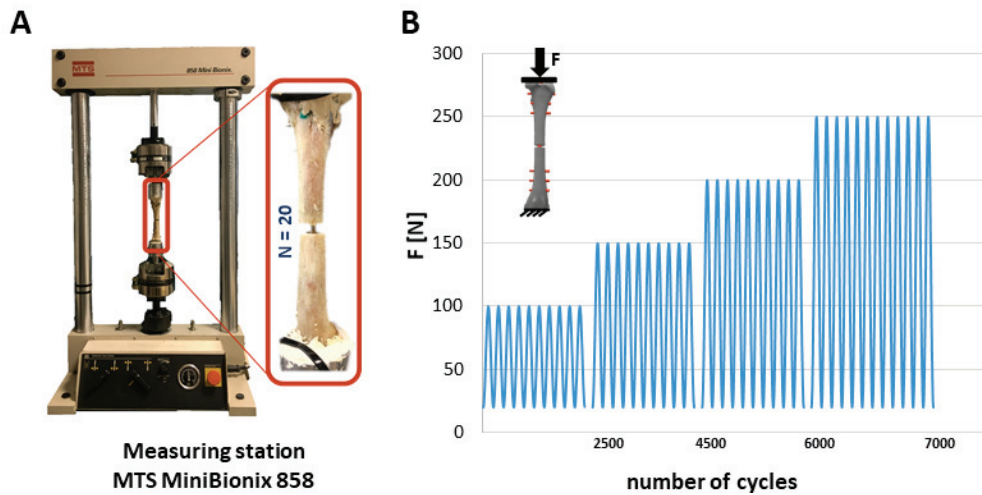 A
MTS
858 Mini Bionix
N = 20
Measuring station
MTS MiniBionix 858
B
F
F [N]
300
250
200
150
100
50
0
2500 4500 6000 7000
number of cycles